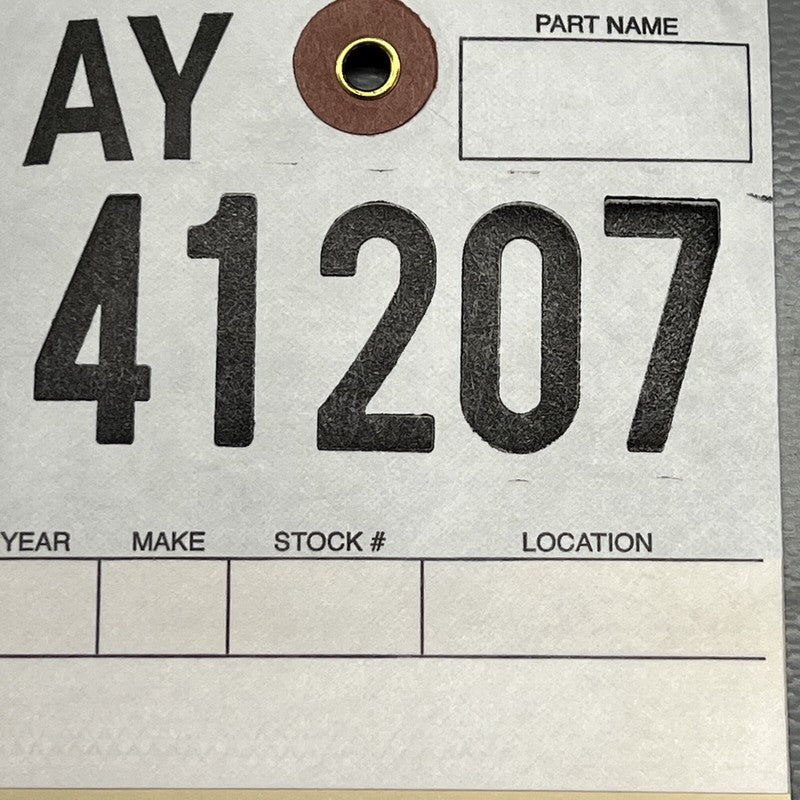 AY
PART NAME
41207
YEAR MAKE STOCK # LOCATION